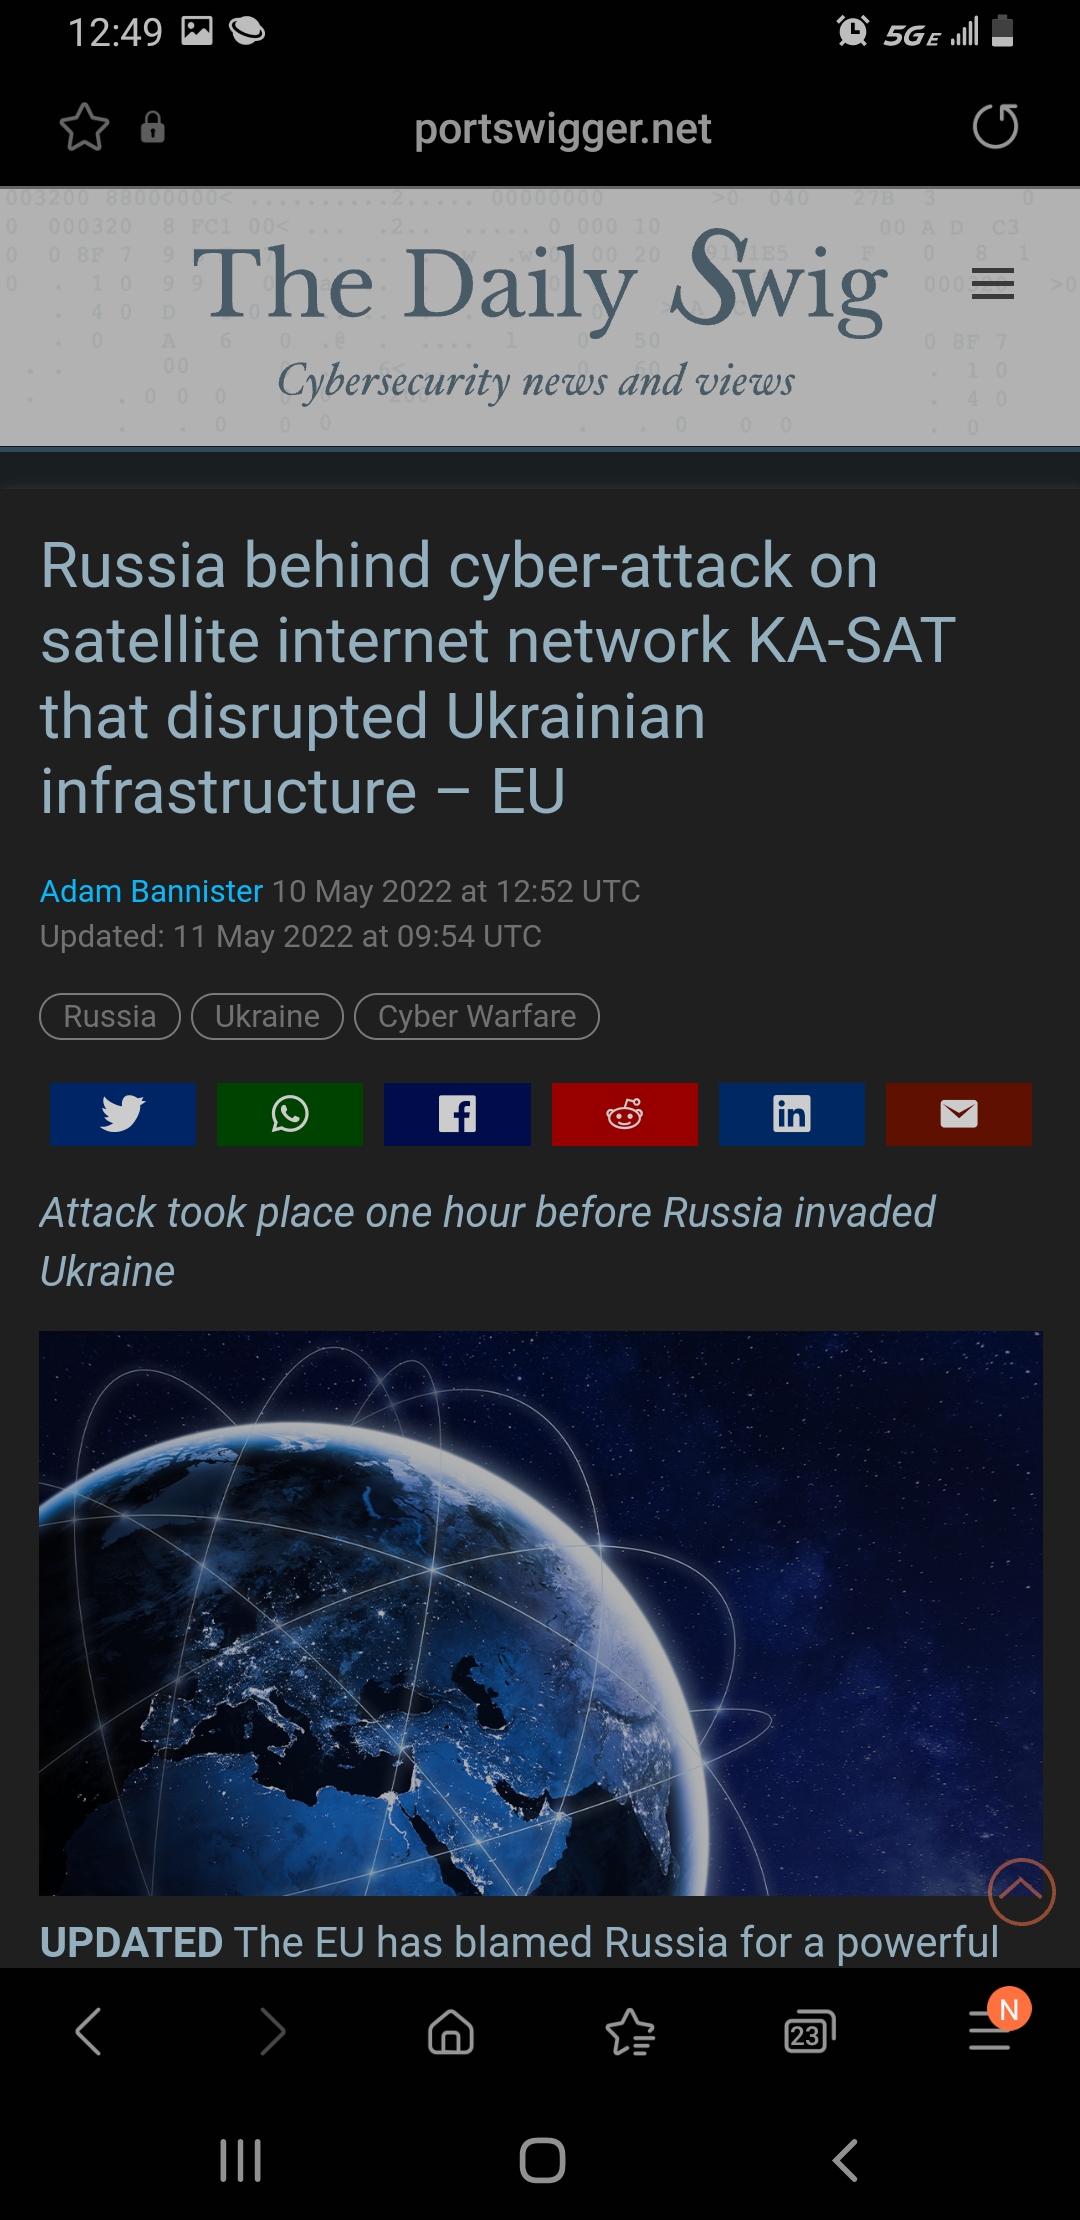 12:49
5GE
portswigger.net
The Daily Swig
Cybersecurity news and views
Russia behind cyber-attack on
satellite internet network KA-SAT
that disrupted Ukrainian
infrastructure – EU
Adam Bannister 10 May 2022 at 12:52 UTC
Updated: 11 May 2022 at 09:54 UTC
Russia Ukraine Cyber Warfare
Attack took place one hour before Russia invaded
Ukraine
UPDATED The EU has blamed Russia for a powerful
23
N